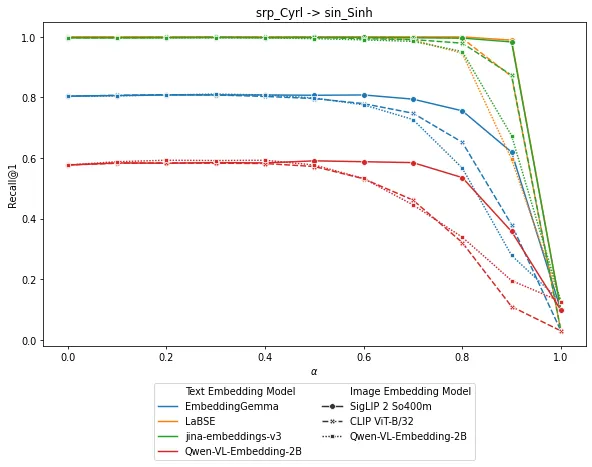 srp_Cyrl -> sin_Sinh
Recall@1
1.0
0.8
0.6
0.4
0.2
0.0
0.0 0.2 0.4 0.6 0.8 1.0
α
Text Embedding Model
EmbeddingGemma
LaBSE
jina-embeddings-v3
Qwen-VL-Embedding-2B
Image Embedding Model
SigLIP 2 So400m
CLIP ViT-B/32
Qwen-VL-Embedding-2B